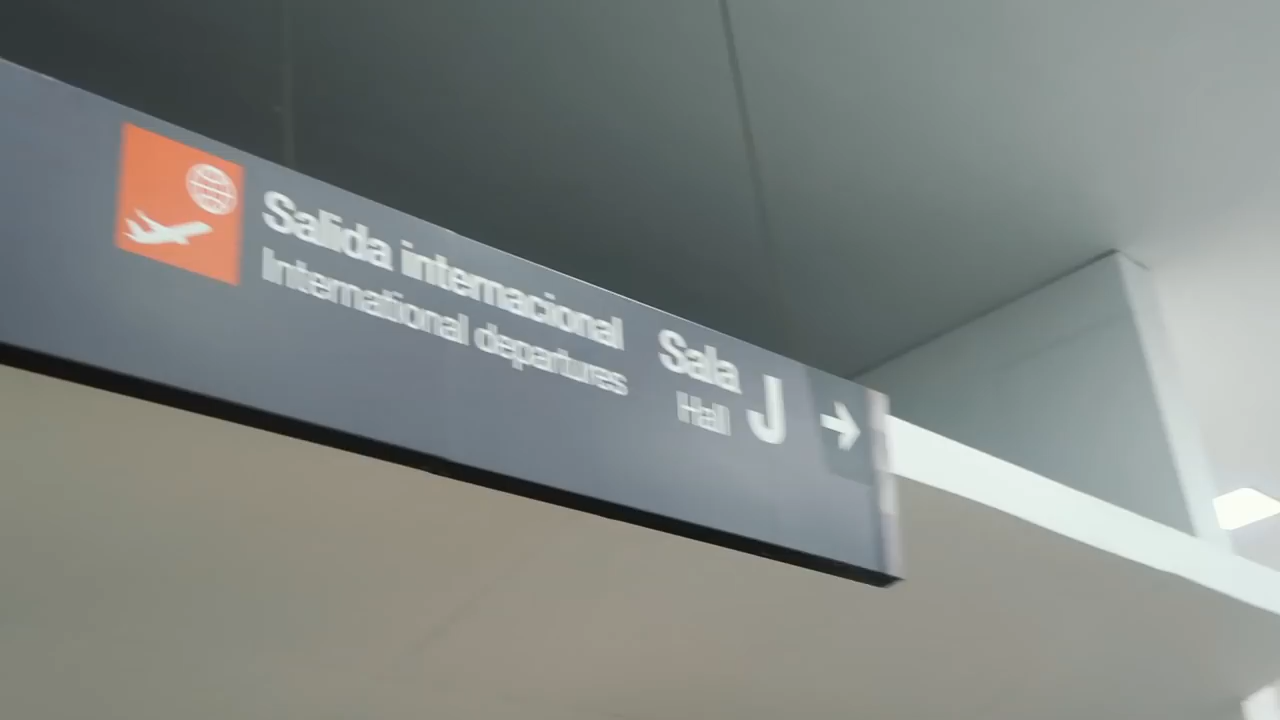 Salida internacional
International departures
Sala
Hall
J